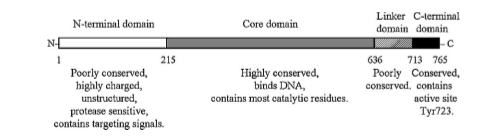 N-terminal domain
Core domain
Linker domain
C-terminal domain
N-
- C
1
215
636
713
765
Poorly conserved,
highly charged,
unstructured,
protease sensitive,
contains targeting signals.
Highly conserved,
binds DNA,
contains most catalytic residues.
Poorly
conserved.
Conserved,
contains
active site
Tyr723.